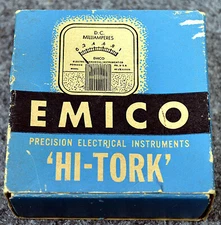 D.C.
MILLIAMPERES
EMICO
EMICO
PRECISION ELECTRICAL INSTRUMENTS
'HI-TORK'